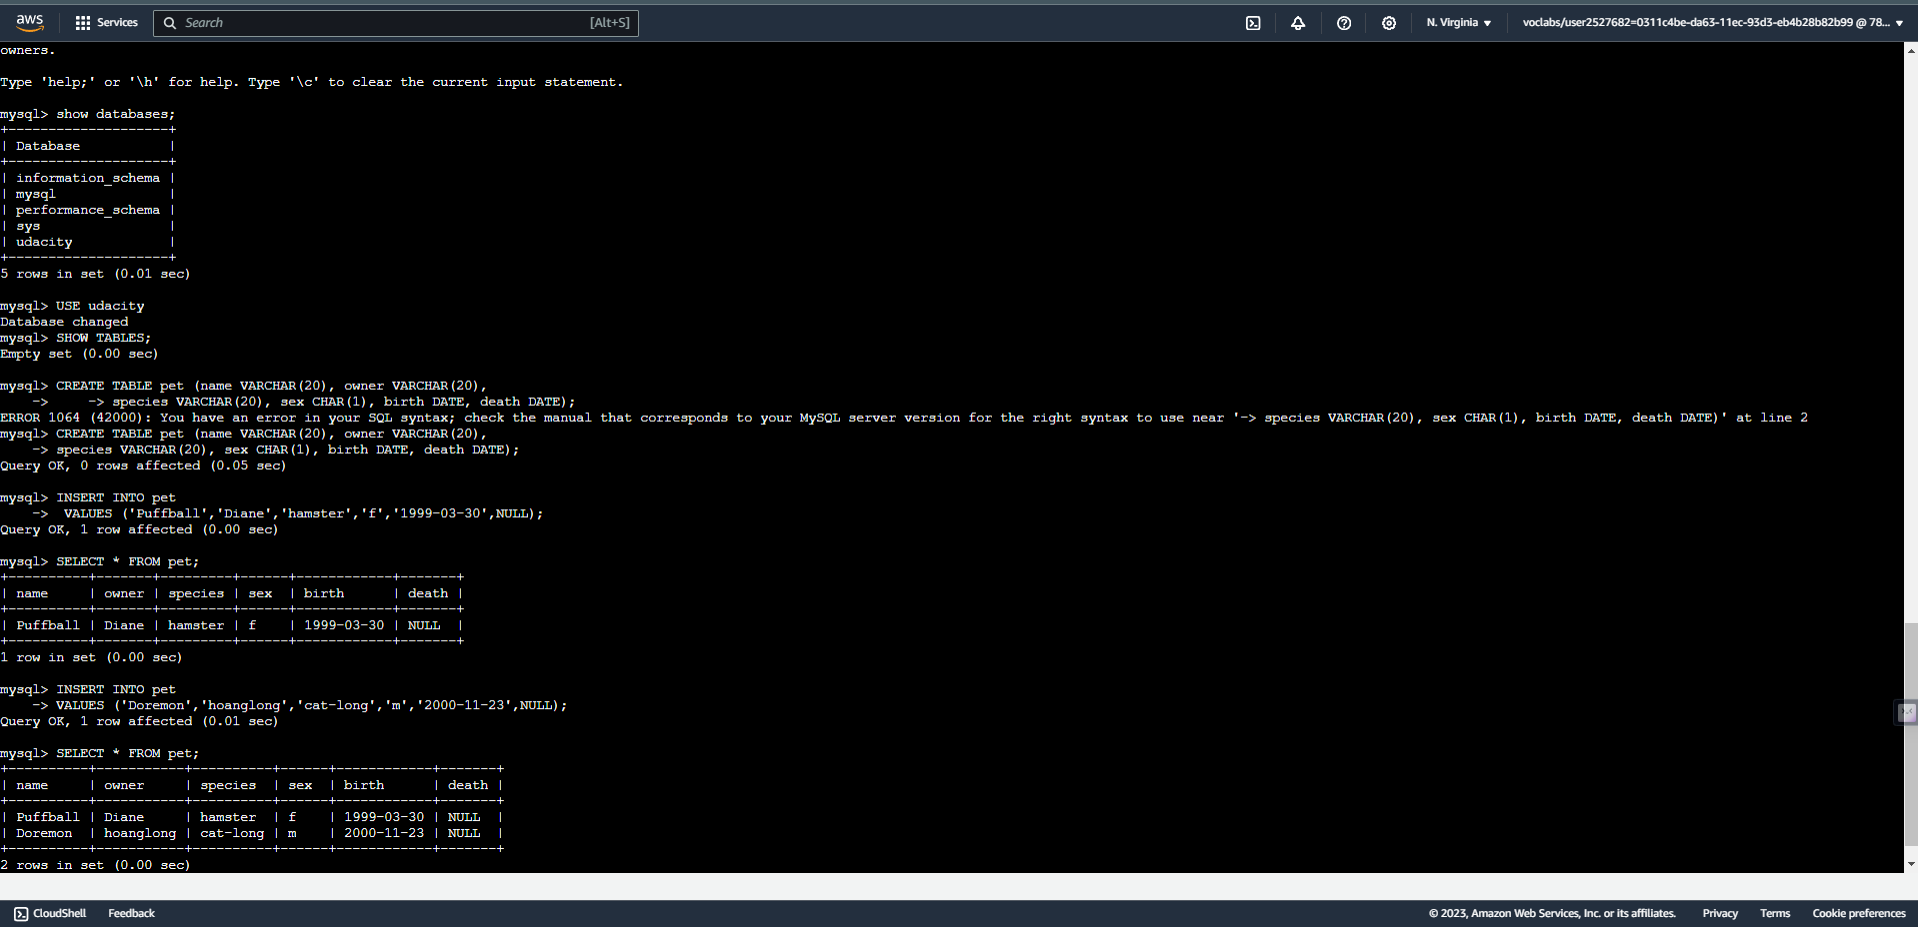 aws Services Search [Alt+S] N. Virginia ▼ voclabs/user2527682=0311c4be-da63-11ec-93d3-eb4b28b82b99 @ 78... ▼
owners.
Type 'help;' or '\h' for help. Type '\c' to clear the current input statement.
mysql> show databases;
+--------------------+
| Database           |
+--------------------+
| information_schema |
| mysql              |
| performance_schema |
| sys                |
| udacity            |
+--------------------+
5 rows in set (0.01 sec)
mysql> USE udacity
Database changed
mysql> SHOW TABLES;
Empty set (0.00 sec)
mysql> CREATE TABLE pet (name VARCHAR(20), owner VARCHAR(20),
    ->     -> species VARCHAR(20), sex CHAR(1), birth DATE, death DATE);
ERROR 1064 (42000): You have an error in your SQL syntax; check the manual that corresponds to your MySQL server version for the right syntax to use near '-> species VARCHAR(20), sex CHAR(1), birth DATE, death DATE)' at line 2
mysql> CREATE TABLE pet (name VARCHAR(20), owner VARCHAR(20),
    -> species VARCHAR(20), sex CHAR(1), birth DATE, death DATE);
Query OK, 0 rows affected (0.05 sec)
mysql> INSERT INTO pet
    ->  VALUES ('Puffball','Diane','hamster','f','1999-03-30',NULL);
Query OK, 1 row affected (0.00 sec)
mysql> SELECT * FROM pet;
+----------+-------+---------+------+------------+-------+
| name     | owner | species | sex  | birth      | death |
+----------+-------+---------+------+------------+-------+
| Puffball | Diane | hamster | f    | 1999-03-30 | NULL  |
+----------+-------+---------+------+------------+-------+
1 row in set (0.00 sec)
mysql> INSERT INTO pet
    -> VALUES ('Doremon','hoanglong','cat-long','m','2000-11-23',NULL);
Query OK, 1 row affected (0.01 sec)
mysql> SELECT * FROM pet;
+----------+-----------+----------+------+------------+-------+
| name     | owner     | species  | sex  | birth      | death |
+----------+-----------+----------+------+------------+-------+
| Puffball | Diane     | hamster  | f    | 1999-03-30 | NULL  |
| Doremon  | hoanglong | cat-long | m    | 2000-11-23 | NULL  |
+----------+-----------+----------+------+------------+-------+
2 rows in set (0.00 sec)
CloudShell Feedback © 2023, Amazon Web Services, Inc. or its affiliates. Privacy Terms Cookie preferences